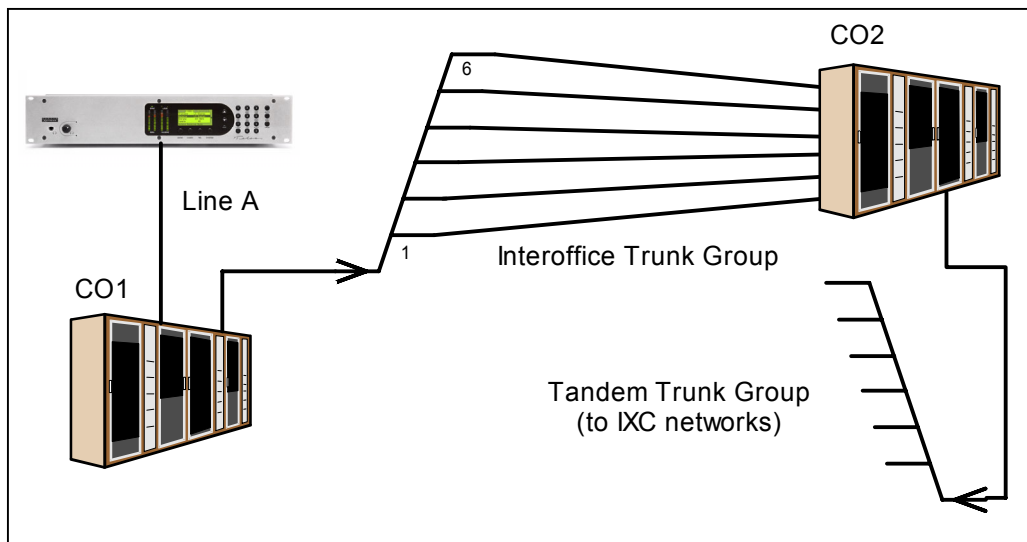 CO2
6
Line A
1
Interoffice Trunk Group
CO1
Tandem Trunk Group
(to IXC networks)